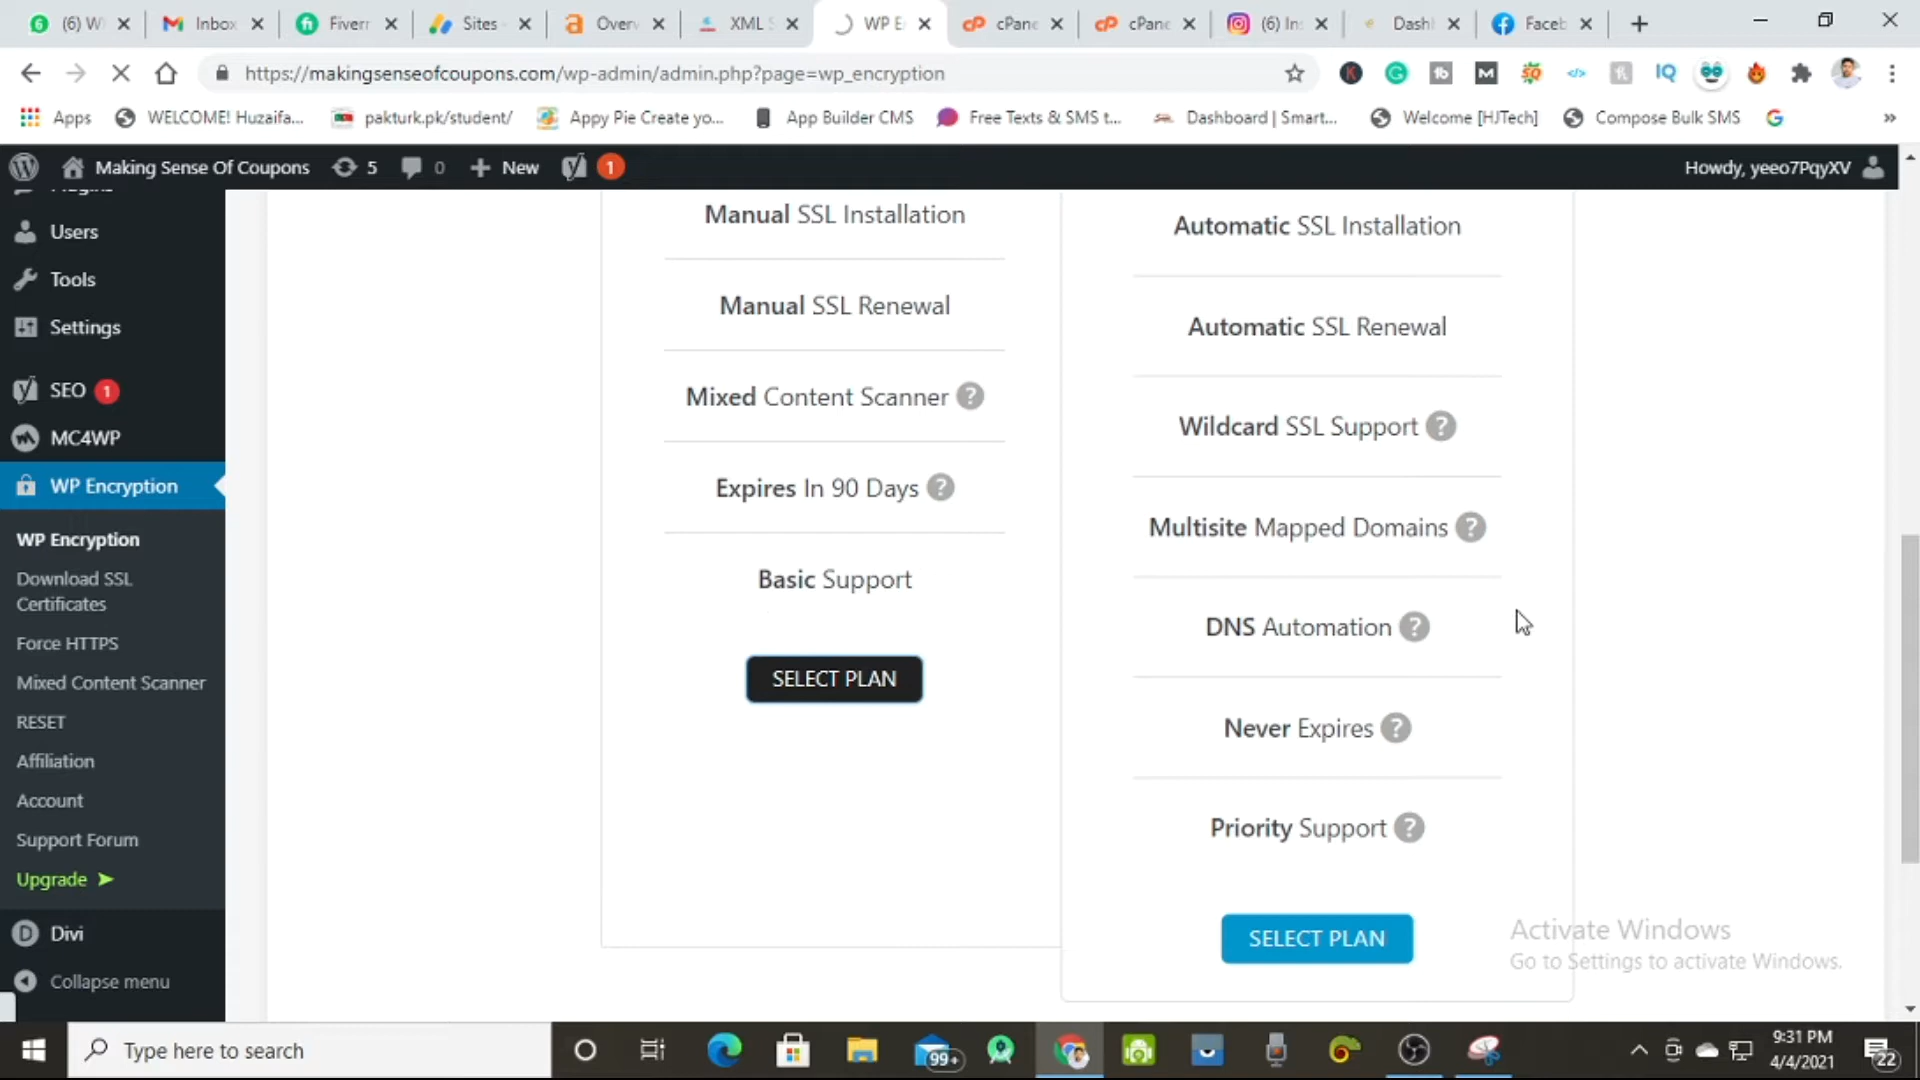 (6) W
Inbox
Fiverr
Sites
Over
XML S
WP E
cPane
cPane
(6) In
Dash
Faceb
https://makingsenseofcoupons.com/wp-admin/admin.php?page=wp_encryption
Apps
WELCOME! Huzaifa...
pakturk.pk/student/
Appy Pie Create yo...
App Builder CMS
Free Texts & SMS t...
Dashboard | Smart...
Welcome [HJTech]
Compose Bulk SMS
»
Making Sense Of Coupons
5
0
New
1
Howdy, yeeo7PqyXV
Plugins
Users
Tools
Settings
SEO 1
MC4WP
WP Encryption
WP Encryption
Download SSL
Certificates
Force HTTPS
Mixed Content Scanner
RESET
Affiliation
Account
Support Forum
Upgrade ➤
Divi
Collapse menu
Manual SSL Installation
Manual SSL Renewal
Mixed Content Scanner ?
Expires In 90 Days ?
Basic Support
SELECT PLAN
Automatic SSL Installation
Automatic SSL Renewal
Wildcard SSL Support ?
Multisite Mapped Domains ?
DNS Automation ?
Never Expires ?
Priority Support ?
SELECT PLAN
Activate Windows
Go to Settings to activate Windows.
Type here to search
99+
9:31 PM
4/4/2021
22